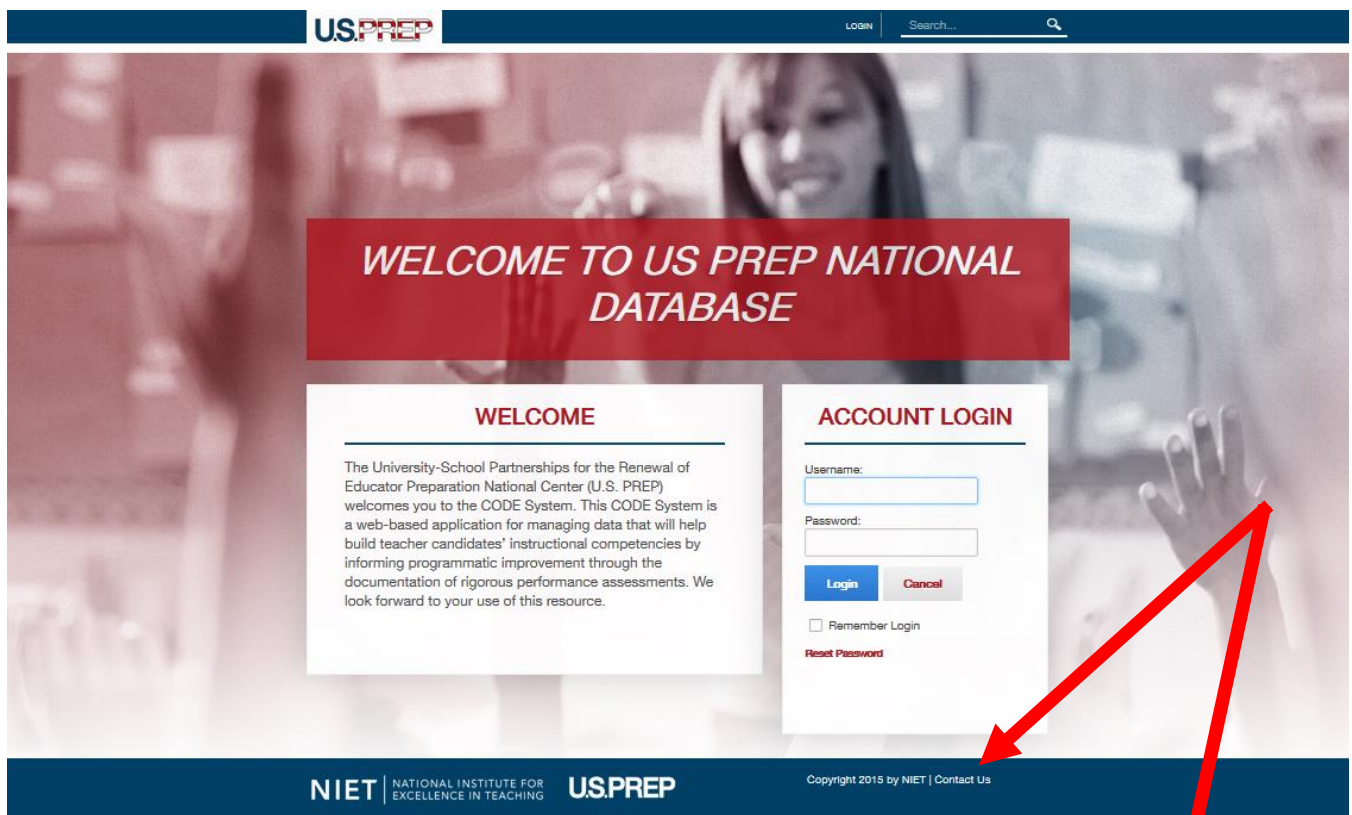 U.S.PREP
LOGIN
Search...
WELCOME TO US PREP NATIONAL
DATABASE
WELCOME
The University-School Partnerships for the Renewal of
Educator Preparation National Center (U.S. PREP)
welcomes you to the CODE System. This CODE System is
a web-based application for managing data that will help
build teacher candidates' instructional competencies by
informing programmatic improvement through the
documentation of rigorous performance assessments. We
look forward to your use of this resource.
ACCOUNT LOGIN
Username:
Password:
Login Cancel
Remember Login
Reset Password
NIET
NATIONAL INSTITUTE FOR
EXCELLENCE IN TEACHING
U.S.PREP
Copyright 2015 by NIET | Contact Us